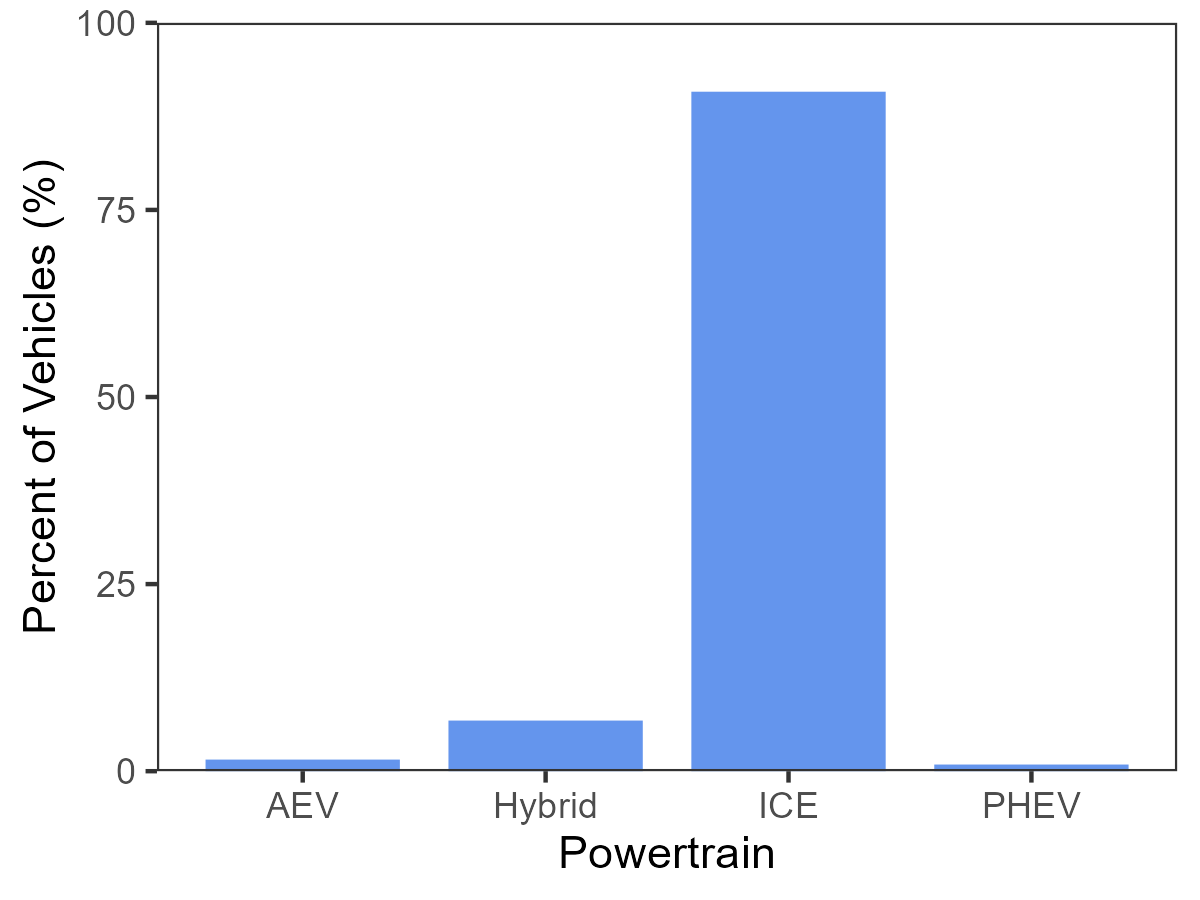 100
75
50
25
0
Percent of Vehicles (%)
AEV Hybrid ICE PHEV
Powertrain